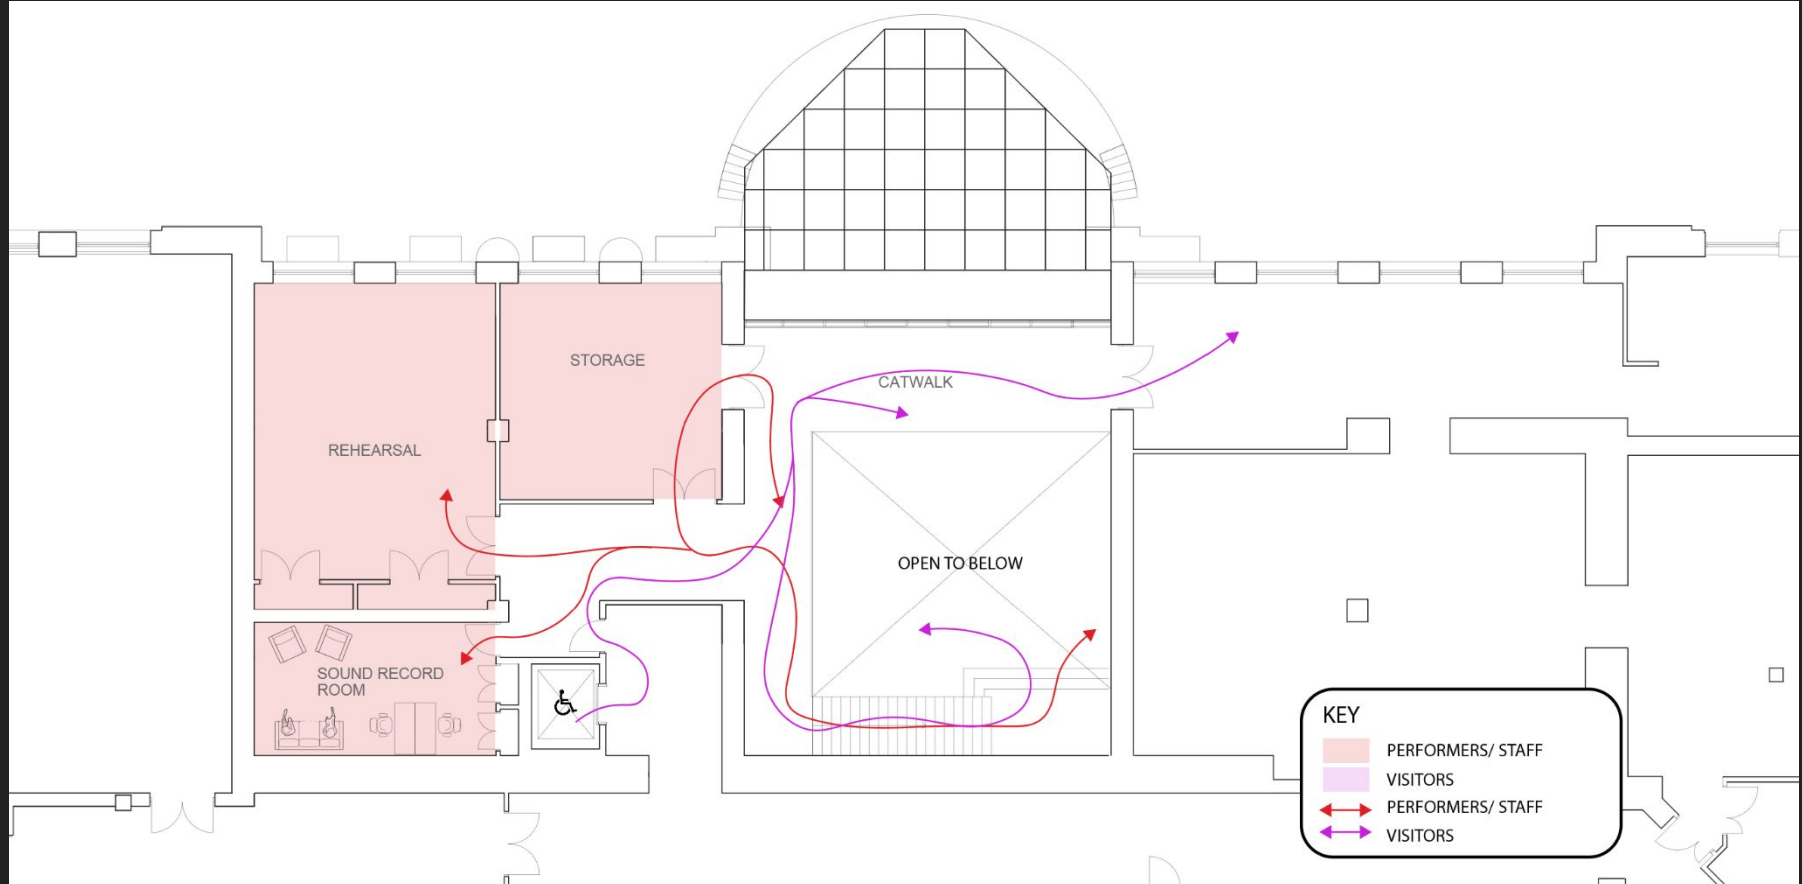 STORAGE
CATWALK
REHEARSAL
OPEN TO BELOW
SOUND RECORD
ROOM
KEY
PERFORMERS/ STAFF
VISITORS
PERFORMERS/ STAFF
VISITORS